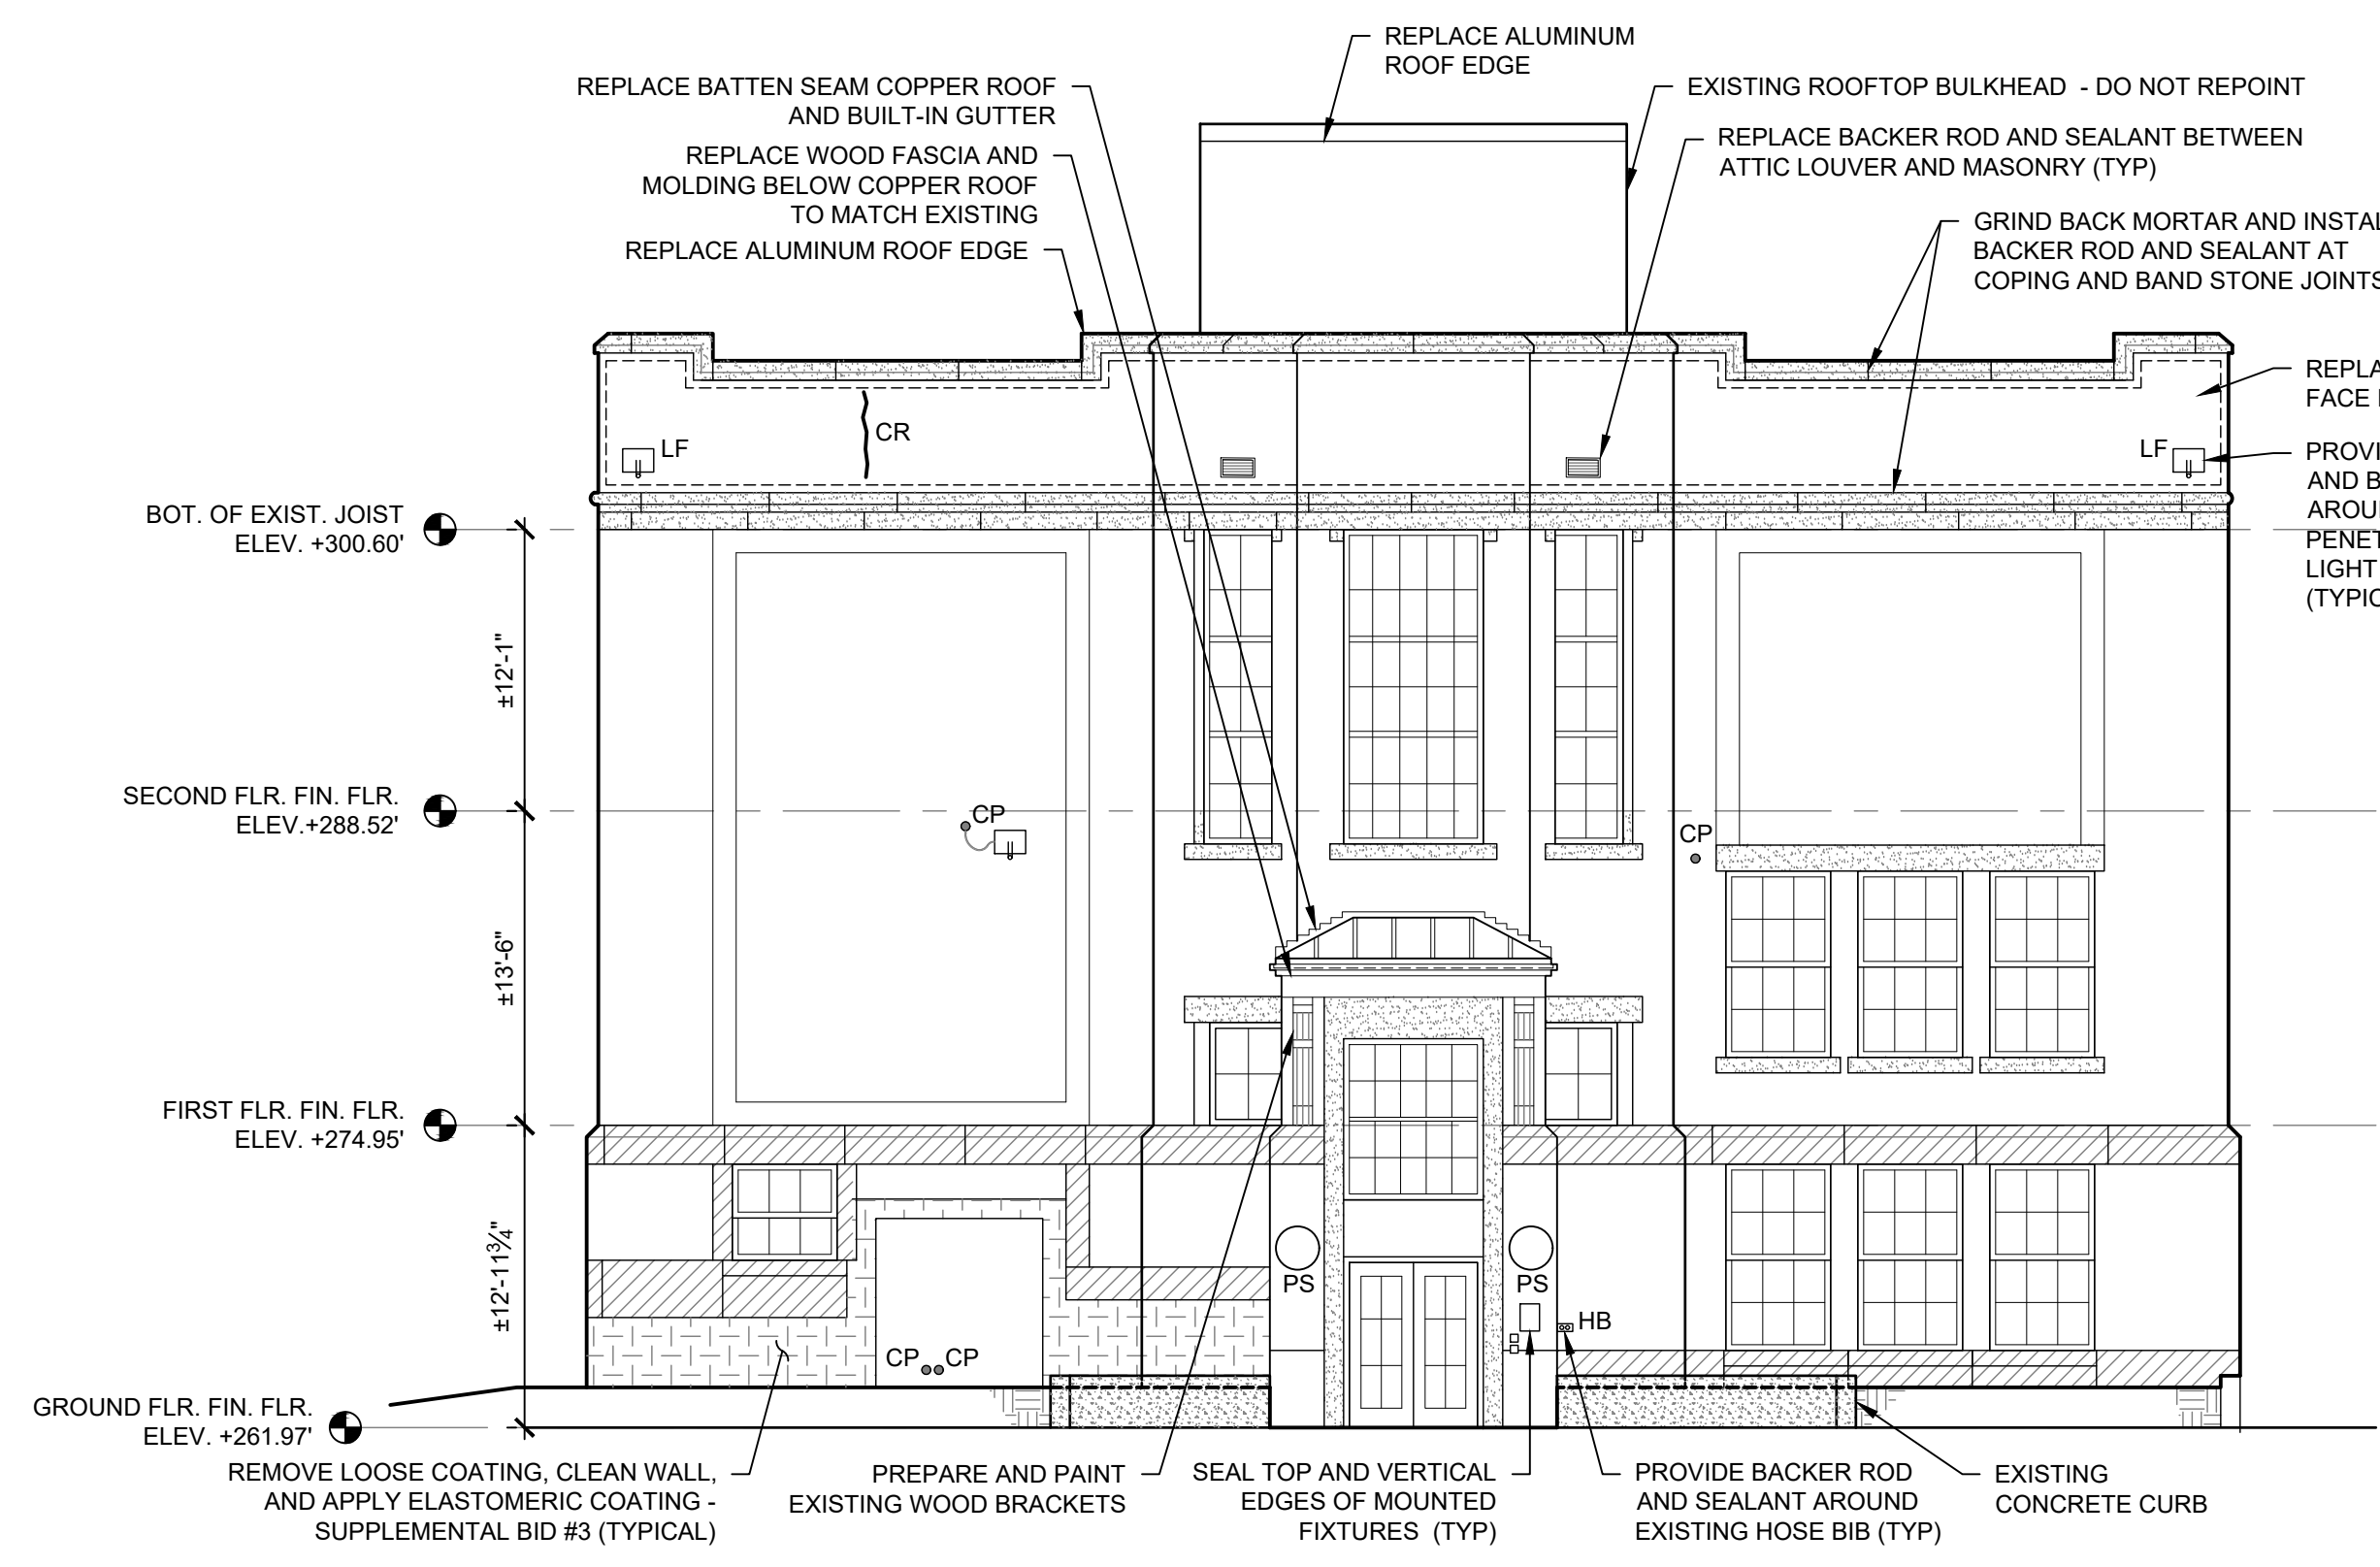 REPLACE ALUMINUM
ROOF EDGE
REPLACE BATTEN SEAM COPPER ROOF
AND BUILT-IN GUTTER
EXISTING ROOFTOP BULKHEAD - DO NOT REPOINT
REPLACE BACKER ROD AND SEALANT BETWEEN
ATTIC LOUVER AND MASONRY (TYP)
REPLACE WOOD FASCIA AND
MOLDING BELOW COPPER ROOF
TO MATCH EXISTING
REPLACE ALUMINUM ROOF EDGE
GRIND BACK MORTAR AND INSTAL
BACKER ROD AND SEALANT AT
COPING AND BAND STONE JOINTS
REPLA
FACE
CR
LF
LF
PROVI
AND B
AROU
PENET
LIGHT
(TYPIC
BOT. OF EXIST. JOIST
ELEV. +300.60'
±12'-1"
SECOND FLR. FIN. FLR.
ELEV.+288.52'
CP
CP
±13'-6"
FIRST FLR. FIN. FLR.
ELEV. +274.95'
±12'-11¾"
PS
PS
HB
CP
CP
GROUND FLR. FIN. FLR.
ELEV. +261.97'
REMOVE LOOSE COATING, CLEAN WALL,
AND APPLY ELASTOMERIC COATING -
SUPPLEMENTAL BID #3 (TYPICAL)
PREPARE AND PAINT
EXISTING WOOD BRACKETS
SEAL TOP AND VERTICAL
EDGES OF MOUNTED
FIXTURES (TYP)
PROVIDE BACKER ROD
AND SEALANT AROUND
EXISTING HOSE BIB (TYP)
EXISTING
CONCRETE CURB